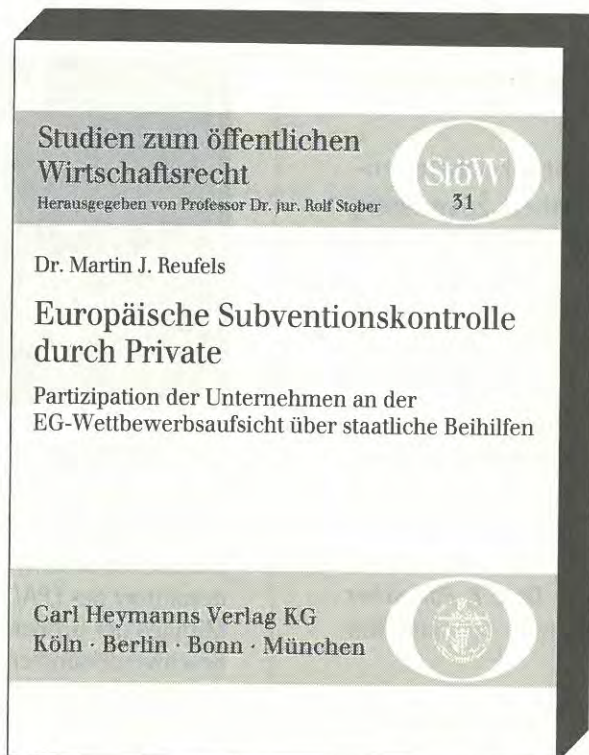 Studien zum öffentlichen
Wirtschaftsrecht
Herausgegeben von Professor Dr. jur. Rolf Stober
StöW
31
Dr. Martin J. Reufels
Europäische Subventionskontrolle
durch Private
Partizipation der Unternehmen an der
EG-Wettbewerbsaufsicht über staatliche Beihilfen
Carl Heymanns Verlag KG
Köln · Berlin · Bonn · München